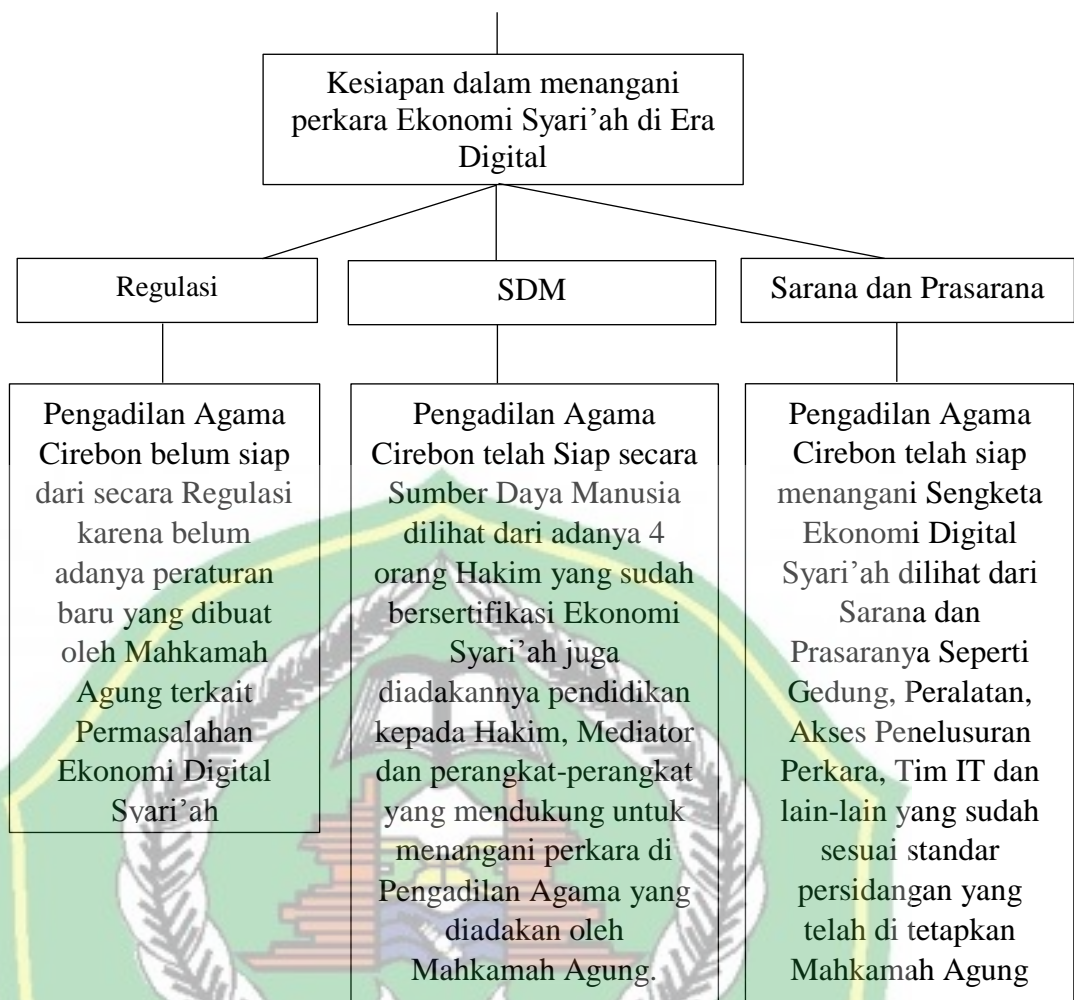 Kesiapan dalam menangani
perkara Ekonomi Syari’ah di Era
Digital
Regulasi
SDM
Sarana dan Prasarana
Pengadilan Agama
Cirebon belum siap
dari secara Regulasi
karena belum
adanya peraturan
baru yang dibuat
oleh Mahkamah
Agung terkait
Permasalahan
Ekonomi Digital
Syari’ah
Pengadilan Agama
Cirebon telah Siap secara
Sumber Daya Manusia
dilihat dari adanya 4
orang Hakim yang sudah
bersertifikasi Ekonomi
Syari’ah juga
diadakannya pendidikan
kepada Hakim, Mediator
dan perangkat-perangkat
yang mendukung untuk
menangani perkara di
Pengadilan Agama yang
diadakan oleh
Mahkamah Agung.
Pengadilan Agama
Cirebon telah siap
menangani Sengketa
Ekonomi Digital
Syari’ah dilihat dari
Sarana dan
Prasaranya Seperti
Gedung, Peralatan,
Akses Penelusuran
Perkara, Tim IT dan
lain-lain yang sudah
sesuai standar
persidangan yang
telah di tetapkan
Mahkamah Agung